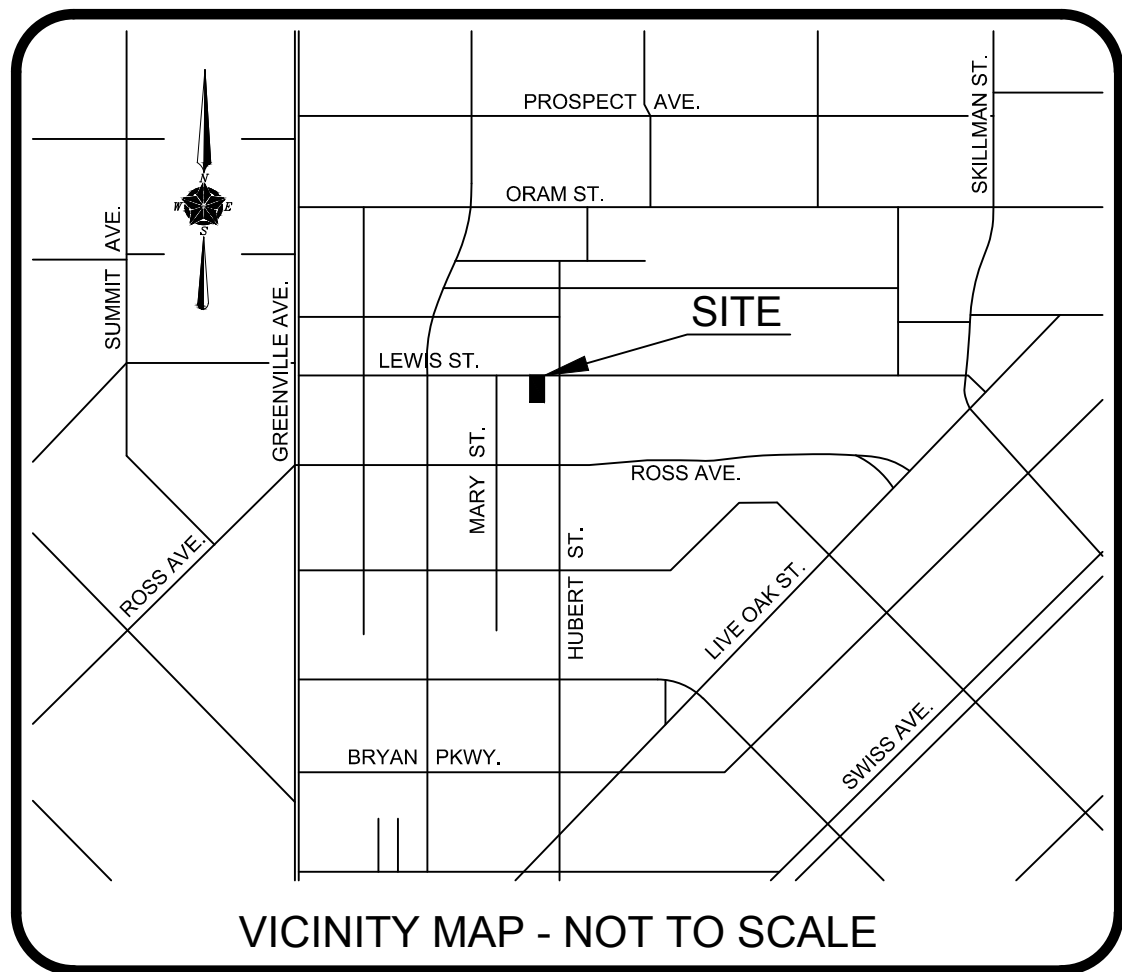 PROSPECT AVE.
SKILLMAN ST.
N
W E
S
ORAM ST.
SUMMIT AVE.
GREENVILLE AVE.
SITE
LEWIS ST.
MARY ST.
ROSS AVE.
ROSS AVE.
HUBERT ST.
LIVE OAK ST.
SWISS AVE.
BRYAN PKWY.
VICINITY MAP - NOT TO SCALE